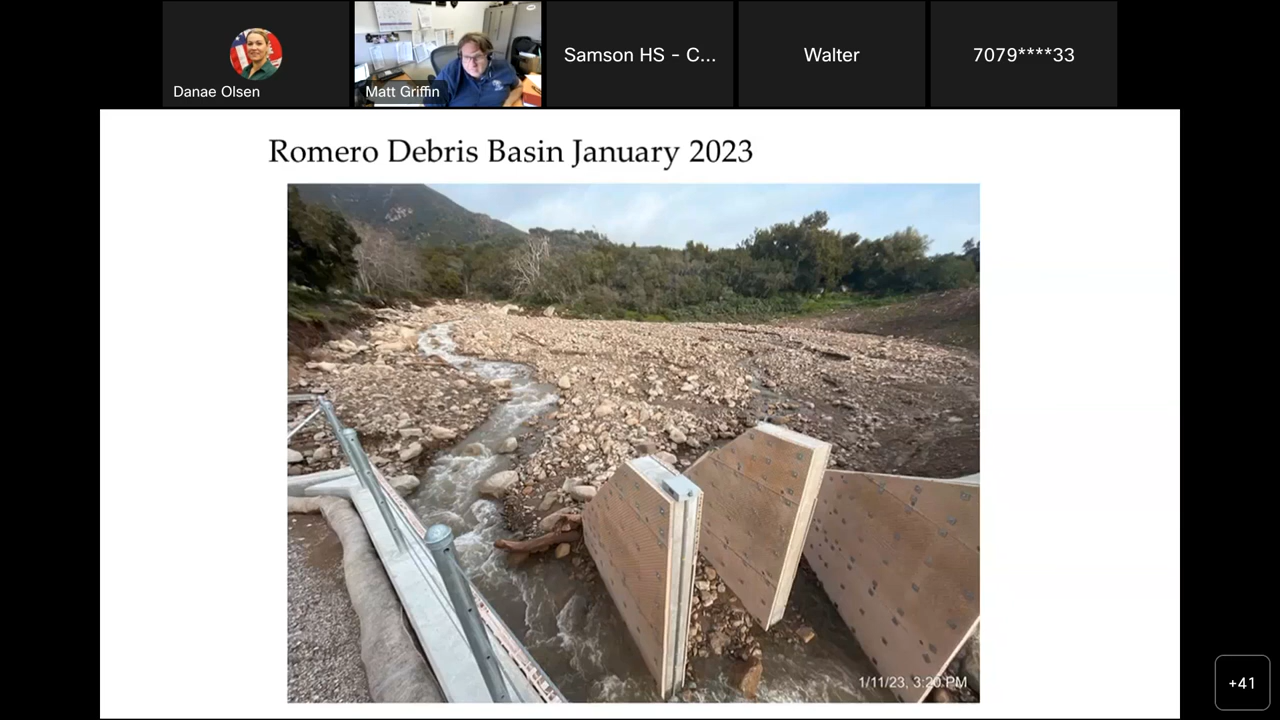 Danae Olsen
Matt Griffin
Samson HS - C...
Walter
7079****33
Romero Debris Basin January 2023
1/11/23, 3:20 PM
+41